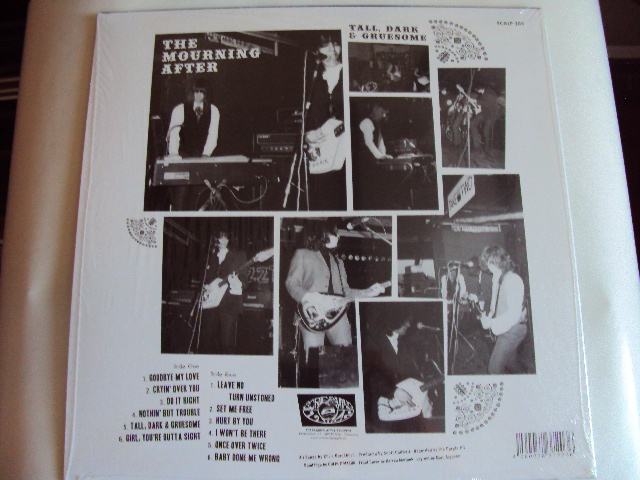 THE
MOURNING
AFTER
TALL, DARK
& GRUESOME
Side One
1. GOODBYE MY LOVE
2. CRYIN' OVER YOU
3. DO IT RIGHT
4. NOTHIN' BUT TROUBLE
5. TALL, DARK & GRUESOME
6. GIRL, YOU'RE OUTTA SIGHT
Side Two
1. LEAVE NO
TURN UNSTONED
2. SET ME FREE
3. HURT BY YOU
4. I WON'T BE THERE
5. ONCE OVER TWICE
6. BABY DONE ME WRONG